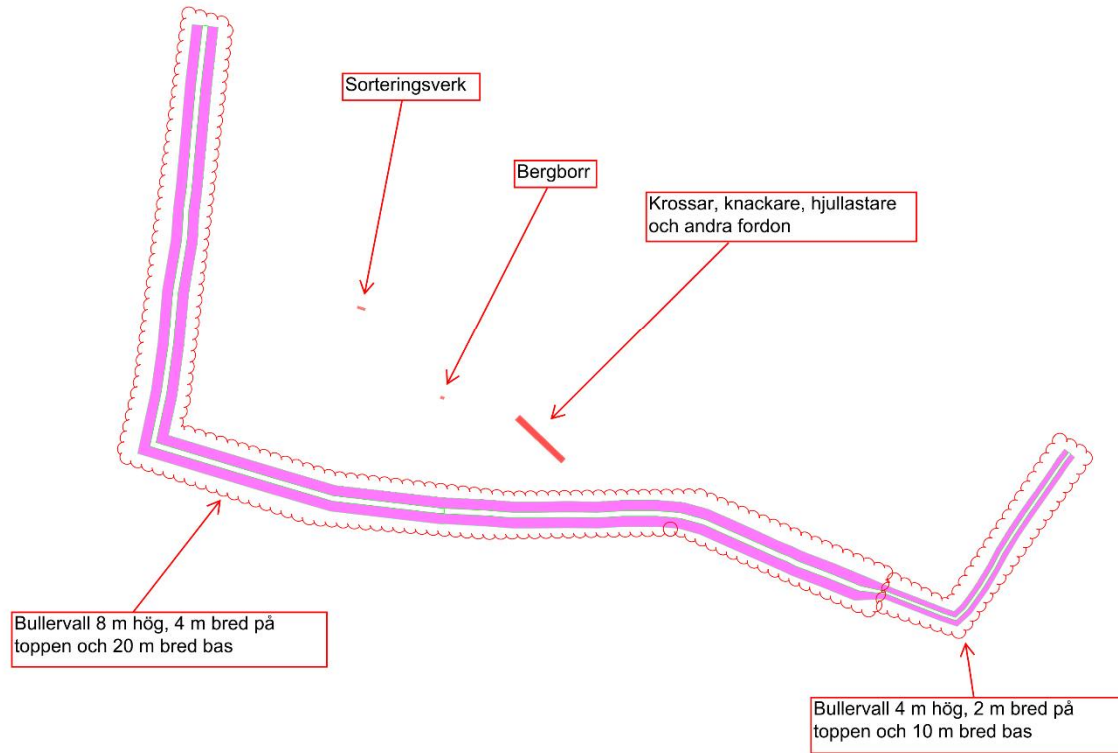 Sorteringsverk
Bergborr
Krossar, knackare, hjullastare
och andra fordon
Bullervall 8 m hög, 4 m bred på
toppen och 20 m bred bas
Bullervall 4 m hög, 2 m bred på
toppen och 10 m bred bas